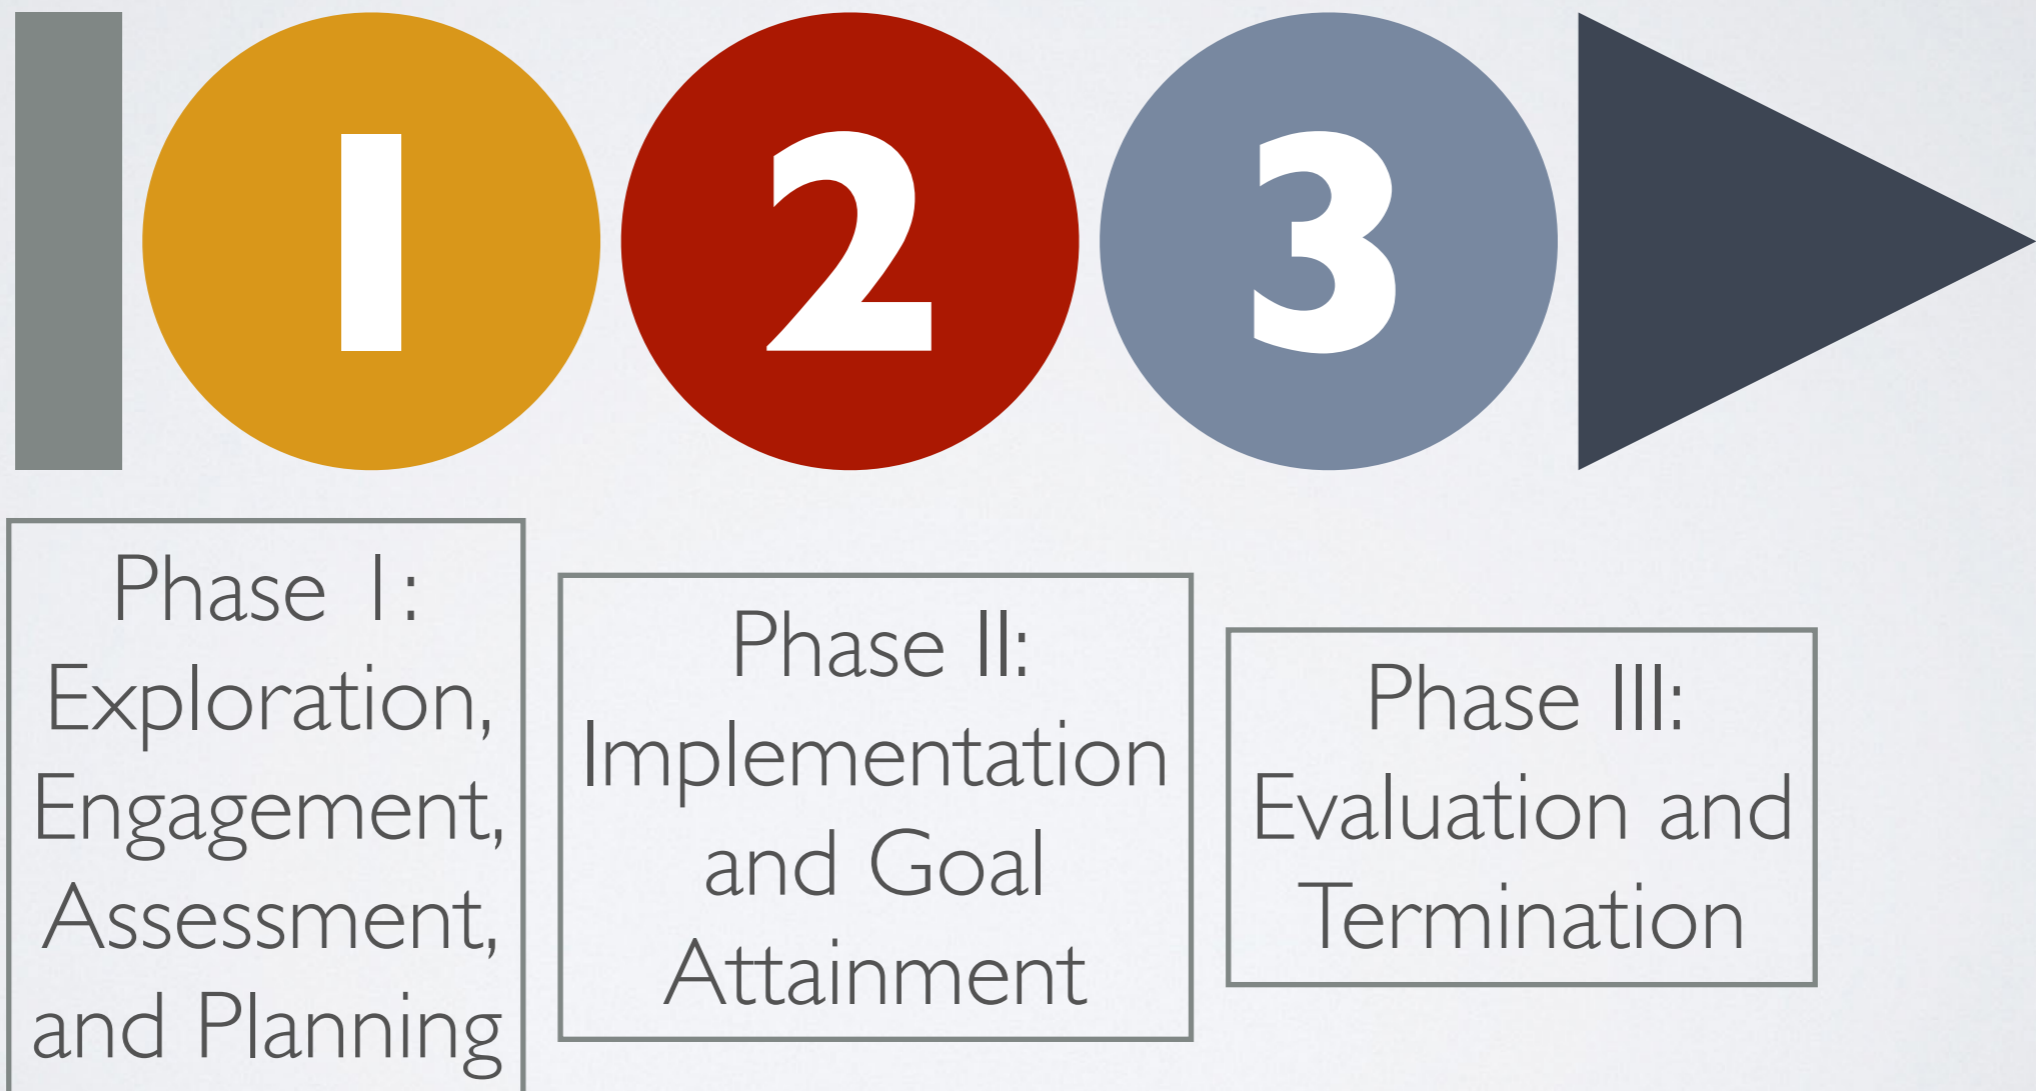 1
2
3
Phase 1:
Exploration,
Engagement,
Assessment,
and Planning
Phase II:
Implementation
and Goal
Attainment
Phase III:
Evaluation and
Termination